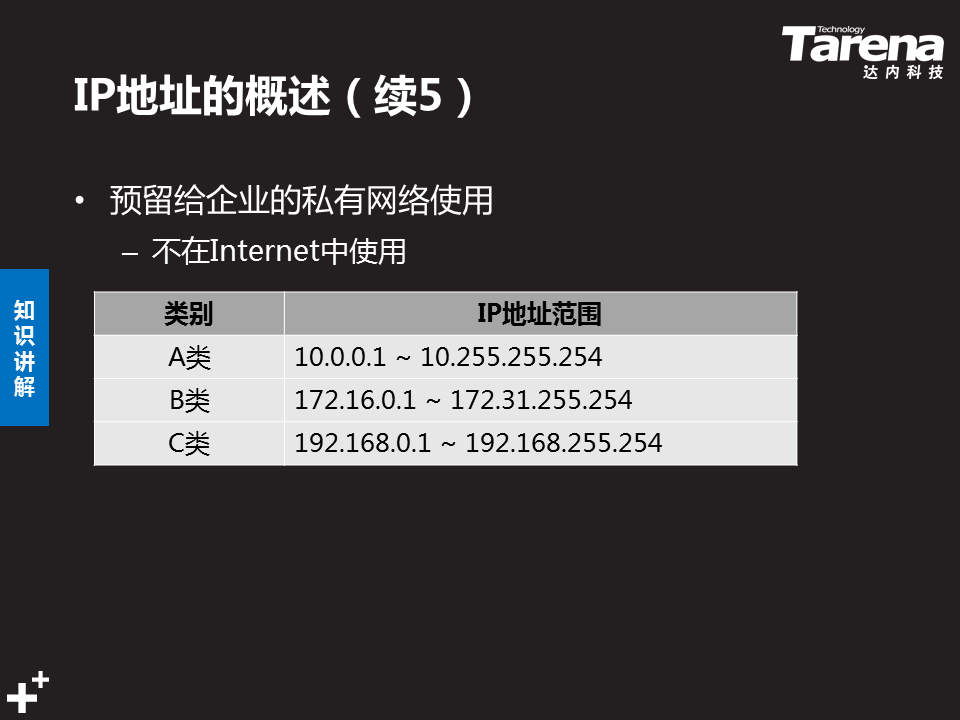 Technology
Tarena
达内科技
IP地址的概述（续5）
• 预留给企业的私有网络使用
– 不在Internet中使用
知识讲解
类别 IP地址范围
A类 10.0.0.1 ~ 10.255.255.254
B类 172.16.0.1 ~ 172.31.255.254
C类 192.168.0.1 ~ 192.168.255.254